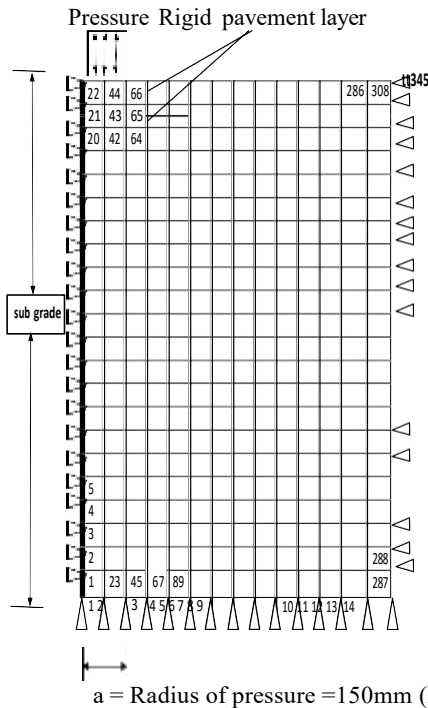 Pressure Rigid pavement layer
22 44 66 286 308 tt345
21 43 65
20 42 64
sub grade
5
4
3
2 288
1 23 45 67 89 287
1 2 3 4 5 6 7 8 9 10 11 12 13 14
a = Radius of pressure =150mm (